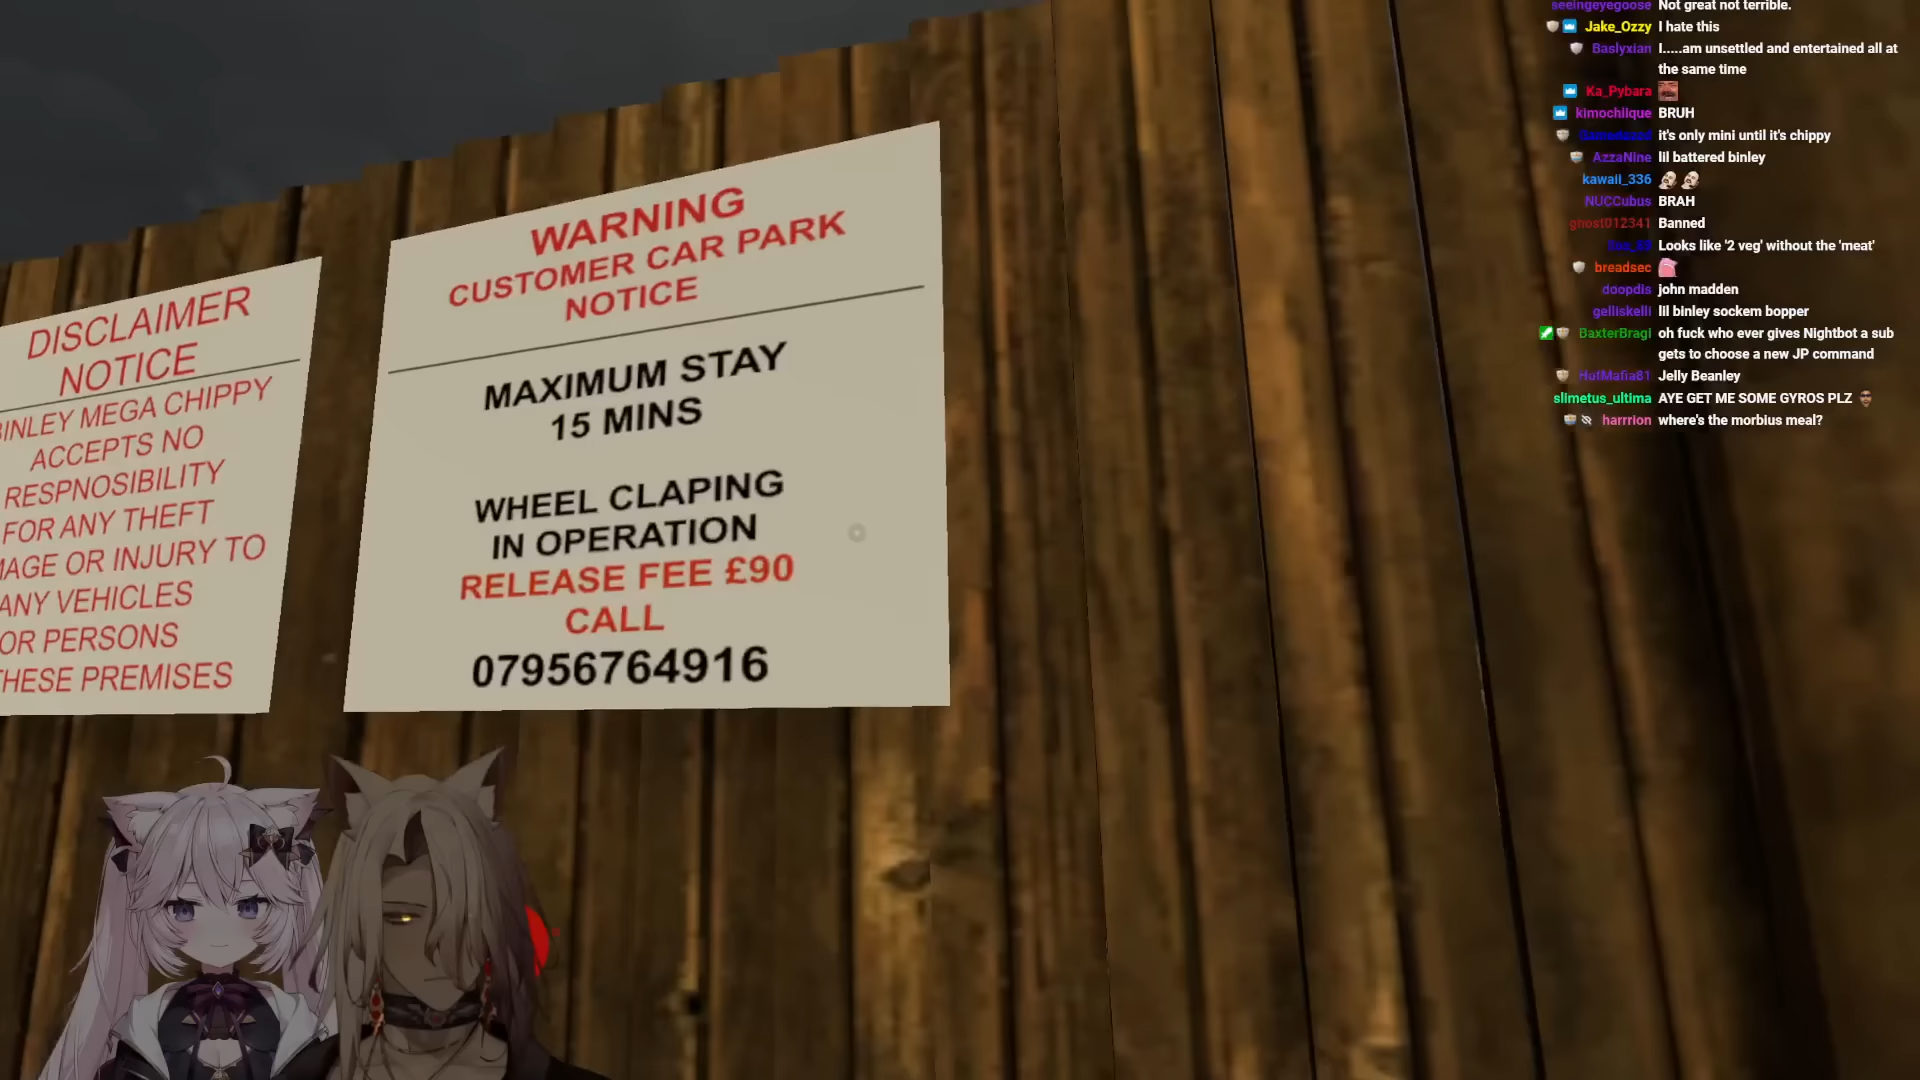 DISCLAIMER
NOTICE
BINLEY MEGA CHIPPY
ACCEPTS NO
RESPNOSIBILITY
FOR ANY THEFT
MAGE OR INJURY TO
ANY VEHICLES
OR PERSONS
THESE PREMISES
WARNING
CUSTOMER CAR PARK
NOTICE
MAXIMUM STAY
15 MINS
WHEEL CLAPING
IN OPERATION
RELEASE FEE £90
CALL
07956764916
seeingeyegoose Not great not terrible.
Jake_Ozzy I hate this
Baslyxian I.....am unsettled and entertained all at
the same time
Ka_Pybara
kimochiique BRUH
it's only mini until it's chippy
AzzaNine lil battered binley
kawaii_336
NUCCubus BRAH
ghost012341 Banned
Looks like '2 veg' without the 'meat'
breadsec
doopdis john madden
gelliskelli lil binley sockem bopper
BaxterBragi oh fuck who ever gives Nightbot a sub
gets to choose a new JP command
HotMafia81 Jelly Beanley
slimetus_ultima AYE GET ME SOME GYROS PLZ
harrrion where's the morbius meal?